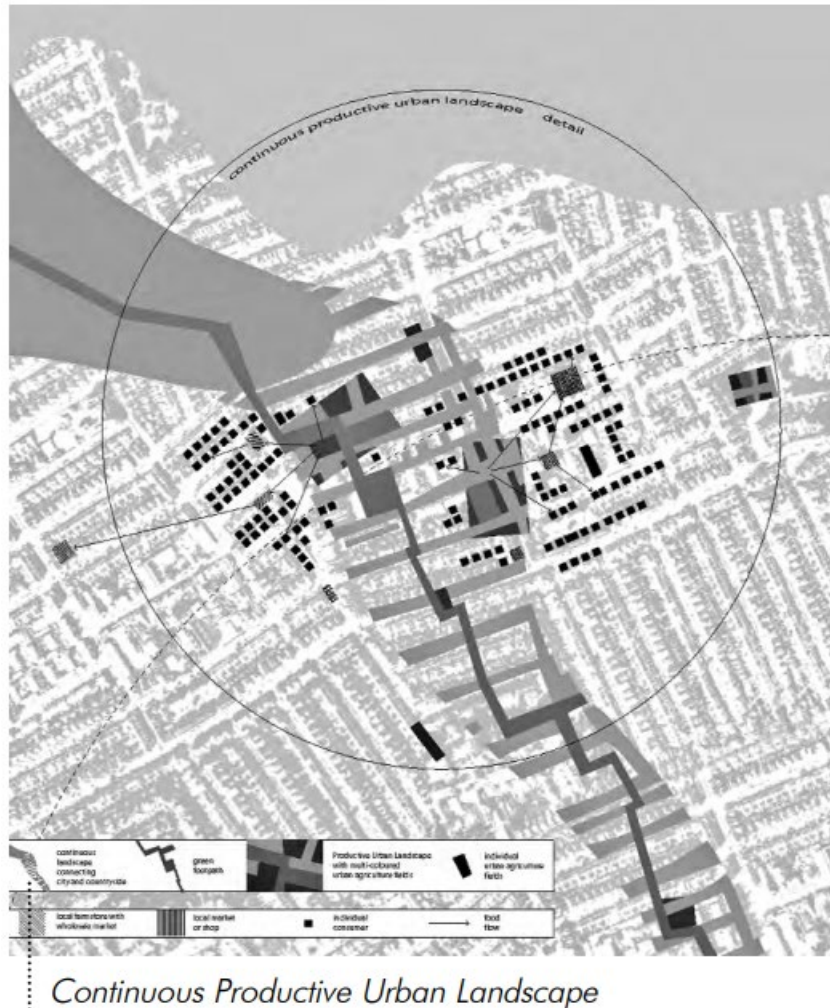 continuous productive urban landscape detail
continuous
landscape
connecting
city and countryside
green
footpath
Productive Urban Landscape
with multi-coloured
urban agriculture fields
individual
urban agriculture
fields
local farm store with
wholesale market
local market
or shop
individual
consumer
food
flow
Continuous Productive Urban Landscape